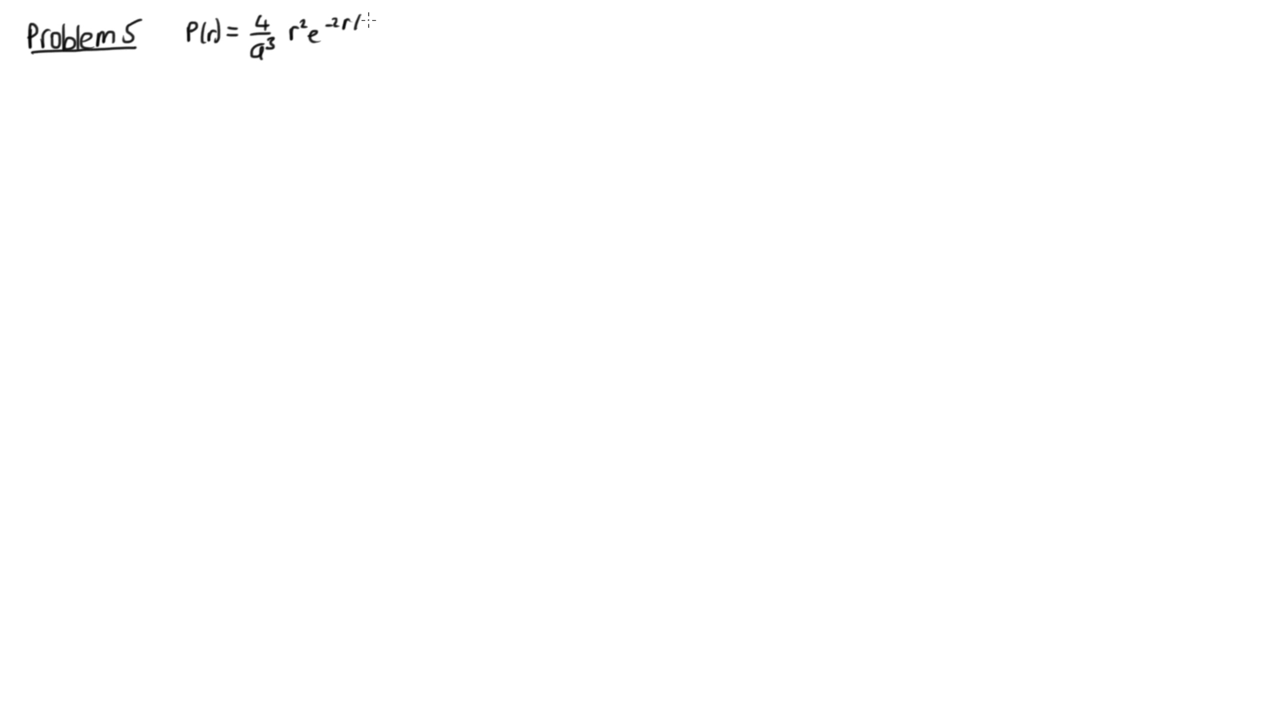 Problem 5 P(r) = 4/a³ r²e^-2r/